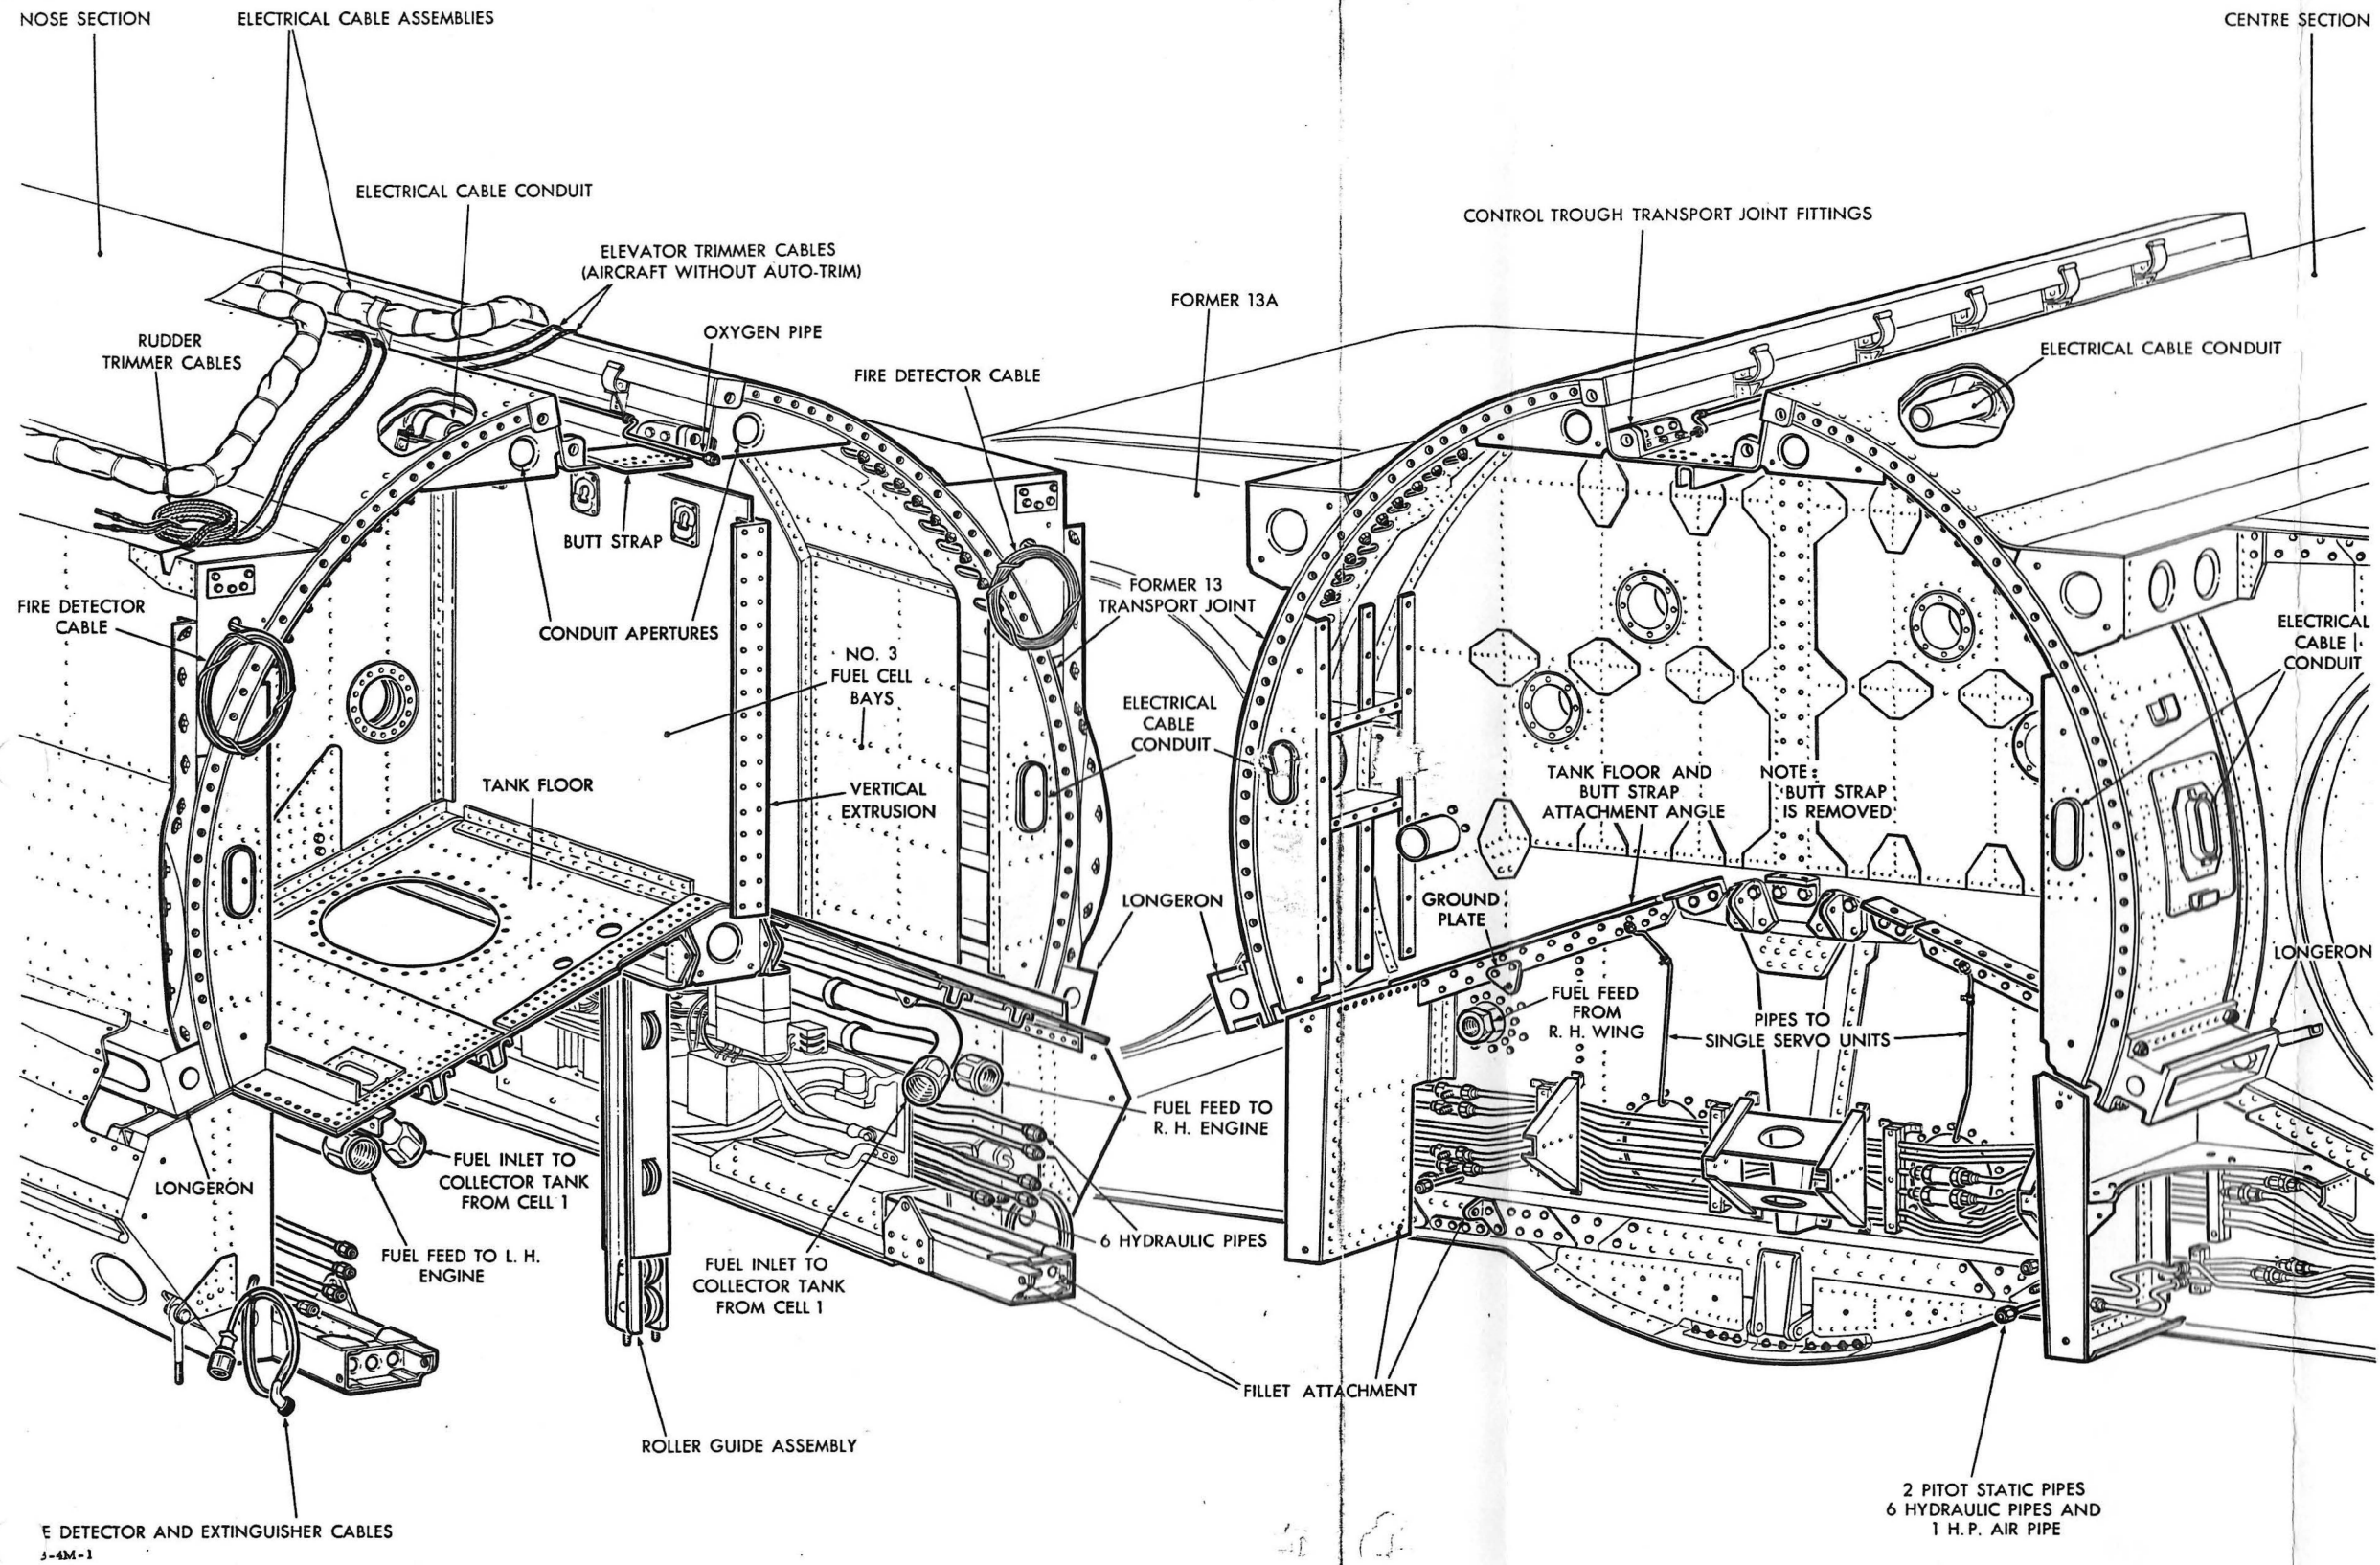 NOSE SECTION
ELECTRICAL CABLE ASSEMBLIES
CENTRE SECTION
ELECTRICAL CABLE CONDUIT
CONTROL TROUGH TRANSPORT JOINT FITTINGS
ELEVATOR TRIMMER CABLES
(AIRCRAFT WITHOUT AUTO-TRIM)
FORMER 13A
OXYGEN PIPE
RUDDER
TRIMMER CABLES
ELECTRICAL CABLE CONDUIT
FIRE DETECTOR CABLE
BUTT STRAP
FORMER 13
TRANSPORT JOINT
FIRE DETECTOR
CABLE
CONDUIT APERTURES
ELECTRICAL
CABLE
CONDUIT
NO. 3
FUEL CELL
BAYS
ELECTRICAL
CABLE
CONDUIT
TANK FLOOR
VERTICAL
EXTRUSION
TANK FLOOR AND
BUTT STRAP
ATTACHMENT ANGLE
NOTE:
BUTT STRAP
IS REMOVED
LONGERON
GROUND
PLATE
LONGERON
FUEL FEED
FROM
R. H. WING
PIPES TO
SINGLE SERVO UNITS
FUEL FEED TO
R. H. ENGINE
FUEL INLET TO
COLLECTOR TANK
FROM CELL 1
LONGERON
6 HYDRAULIC PIPES
FUEL FEED TO L. H.
ENGINE
FUEL INLET TO
COLLECTOR TANK
FROM CELL 1
FILLET ATTACHMENT
ROLLER GUIDE ASSEMBLY
2 PITOT STATIC PIPES
6 HYDRAULIC PIPES AND
1 H.P. AIR PIPE
E DETECTOR AND EXTINGUISHER CABLES
-4M-1